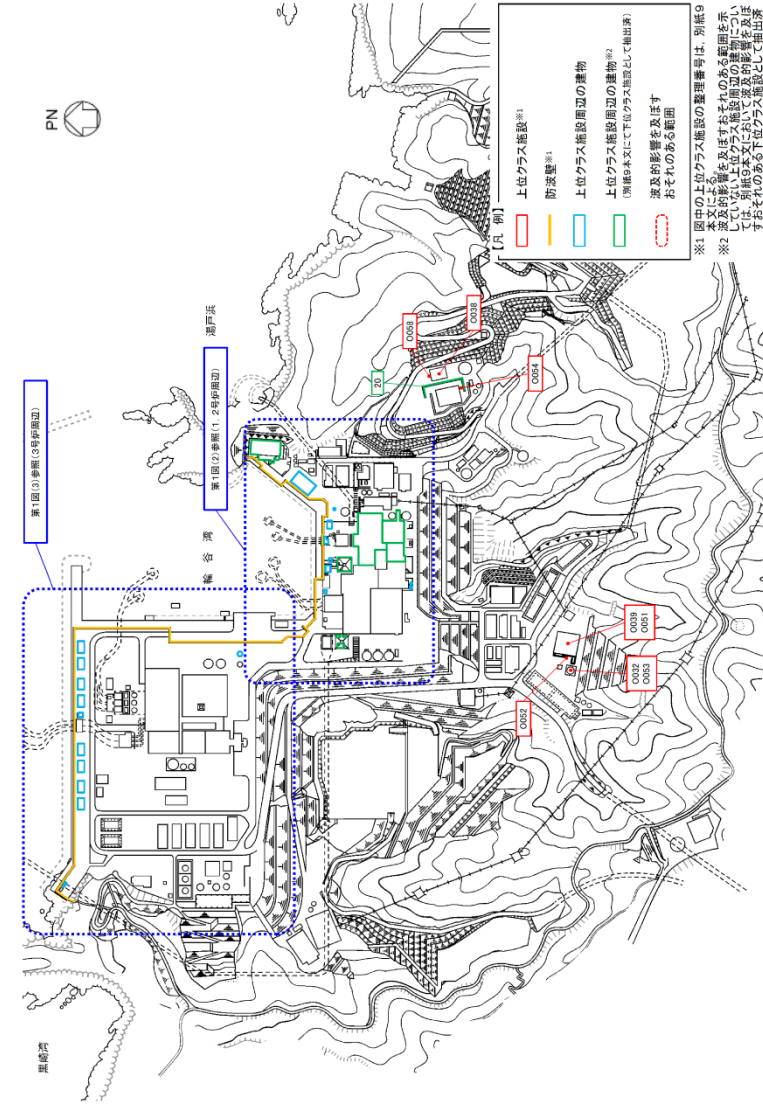 PN
第1図(3)参照(3号炉周辺)
第1図(2)参照(1,2号炉周辺)
黒崎湾
輪谷湾
湯戸浜
O058
O038
20
O054
O039
O051
O032
O053
O052
【凡 例】
上位クラス施設※1
防波壁※1
上位クラス施設周辺の建物
上位クラス施設周辺の建物※2
(別紙9本文にて下位クラス施設として抽出済)
波及的影響を及ぼす
おそれのある範囲
※1 図中の上位クラス施設の整理番号は,別紙9
本文による。
※2 波及的影響を及ぼすおそれのある範囲を示
していない上位クラス施設周辺の建物につい
ては,別紙9本文において波及的影響を及ぼ
すおそれのある下位クラス施設として抽出済